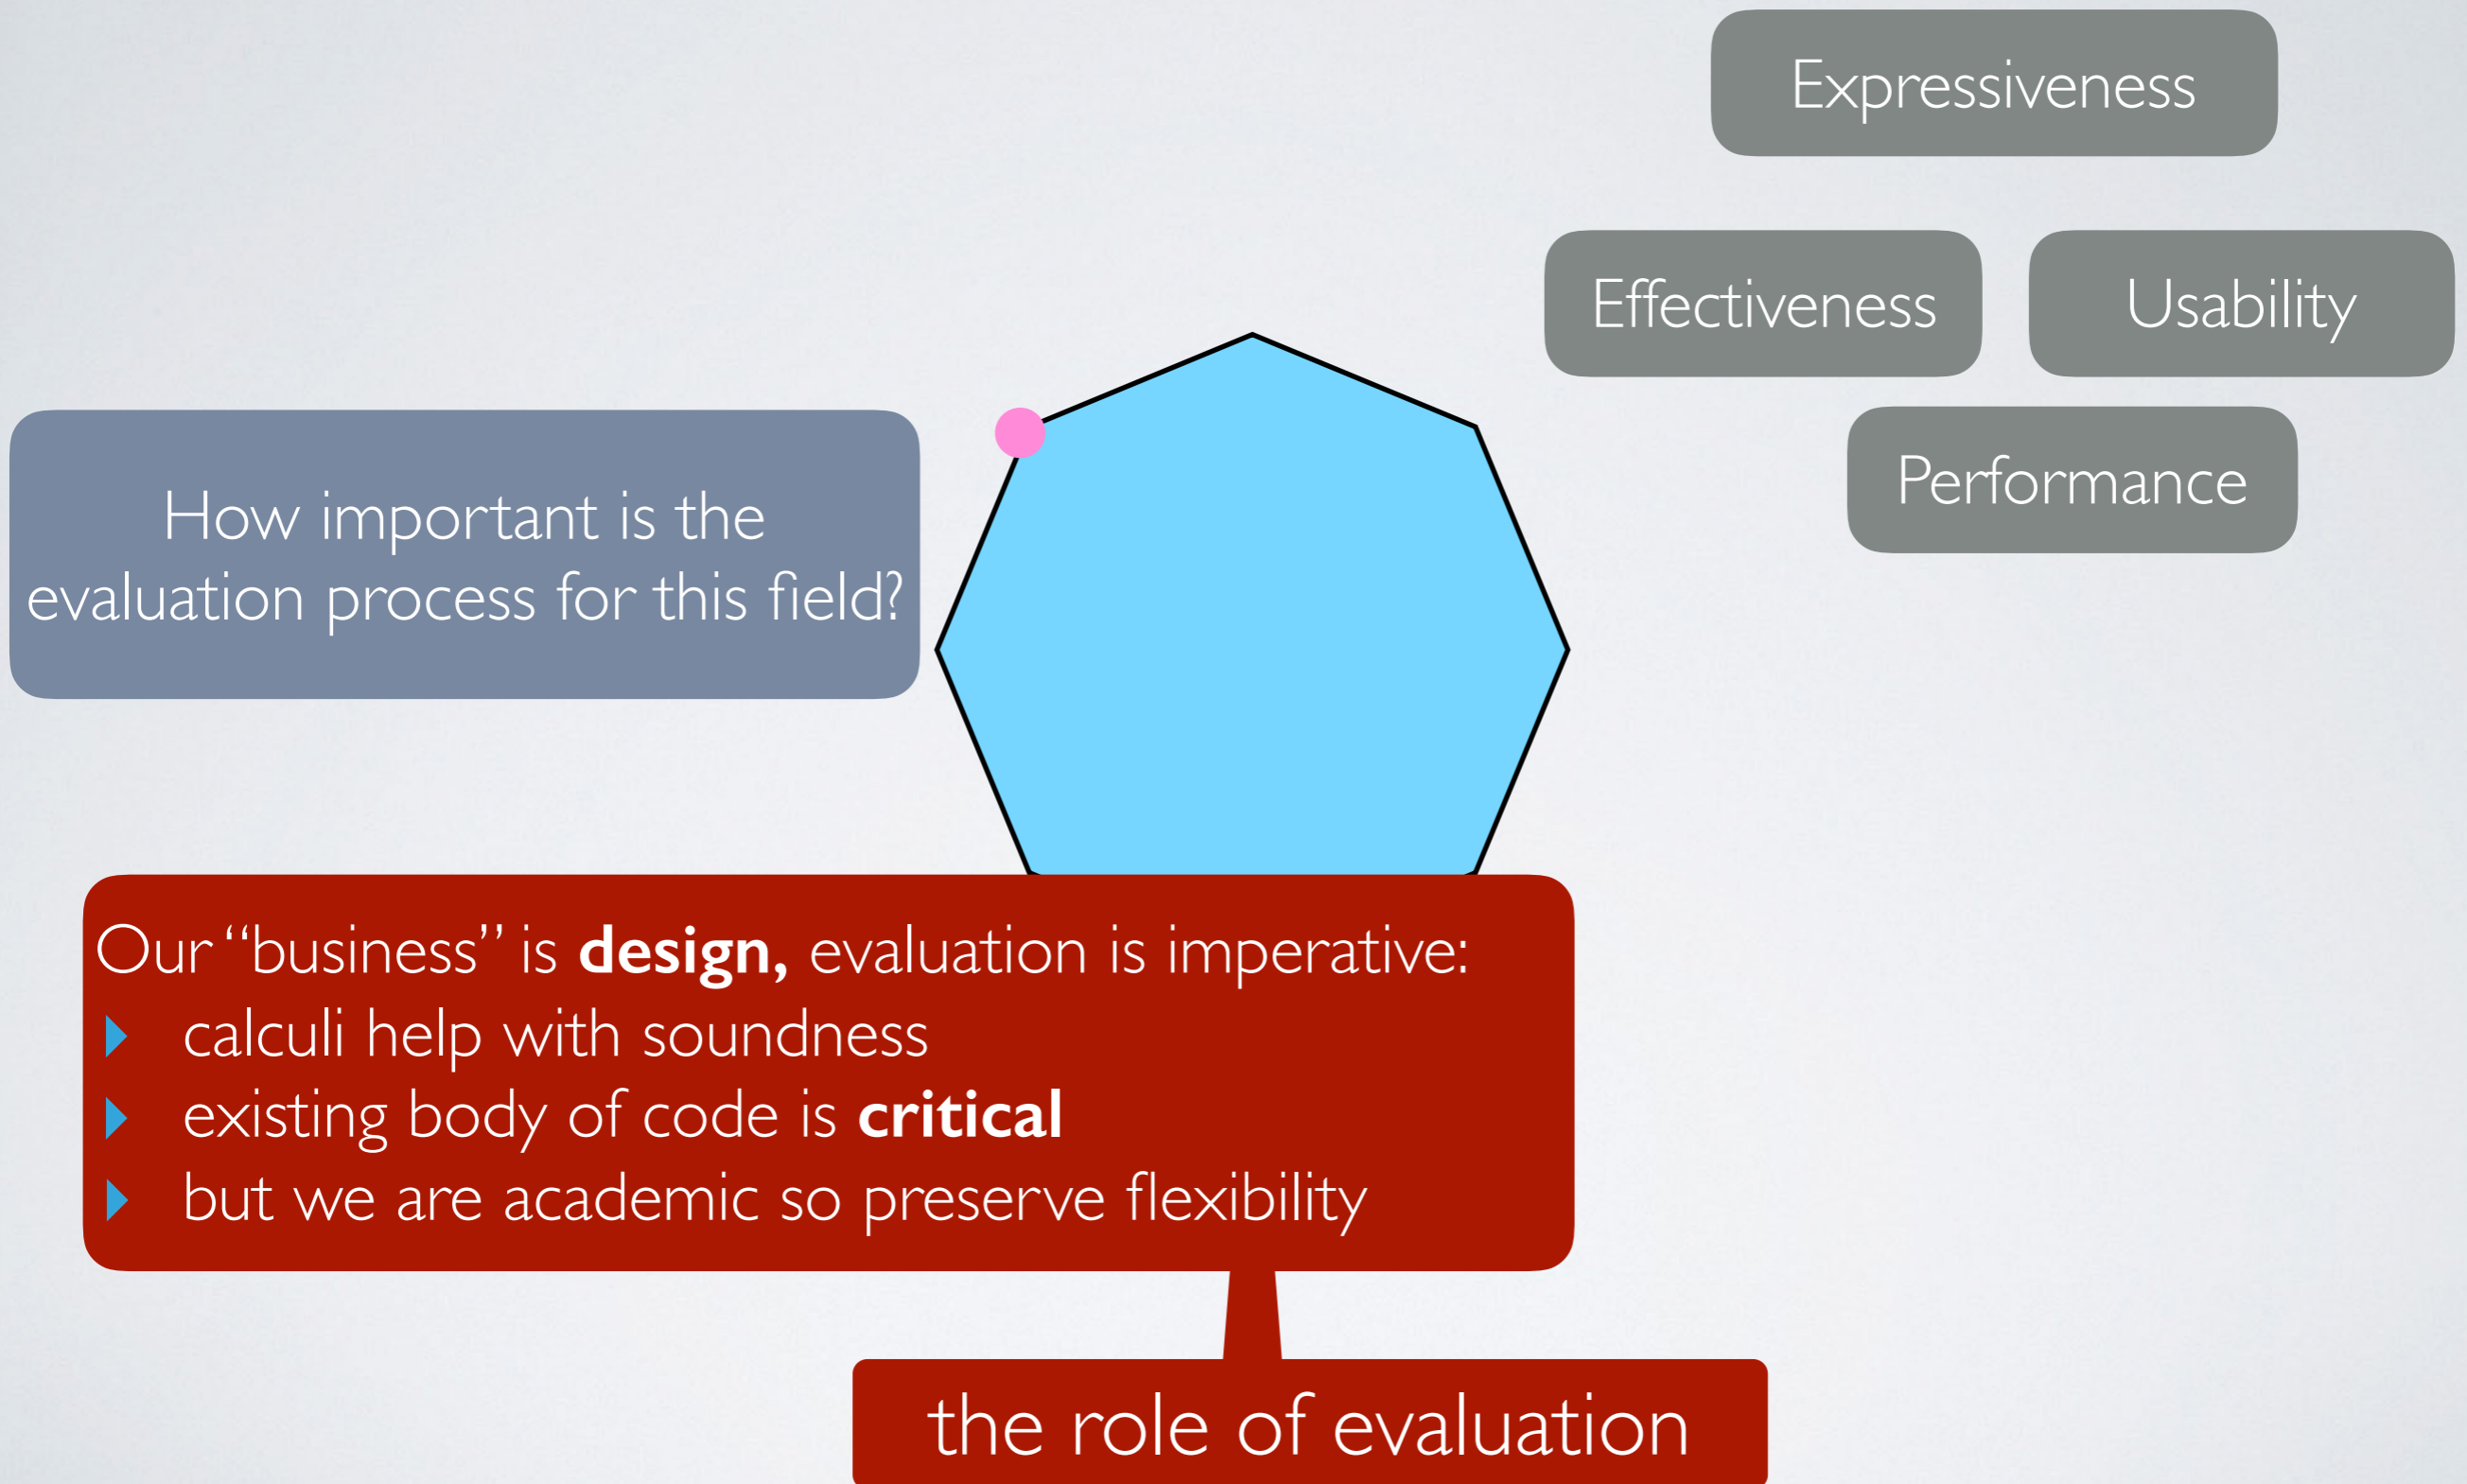 Expressiveness
Effectiveness
Usability
Performance
How important is the
evaluation process for this field?
Our “business” is design, evaluation is imperative:
calculi help with soundness
existing body of code is critical
but we are academic so preserve flexibility
the role of evaluation